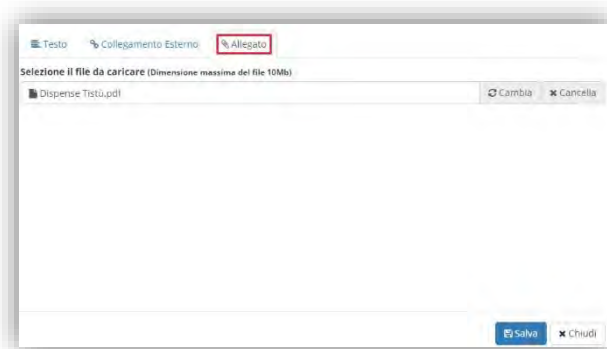 Testo Collegamento Esterno Allegato
Selezione il file da caricare (Dimensione massima del file 10Mb)
Dispense Tistù.pdf Cambia Cancella
Salva Chiudi